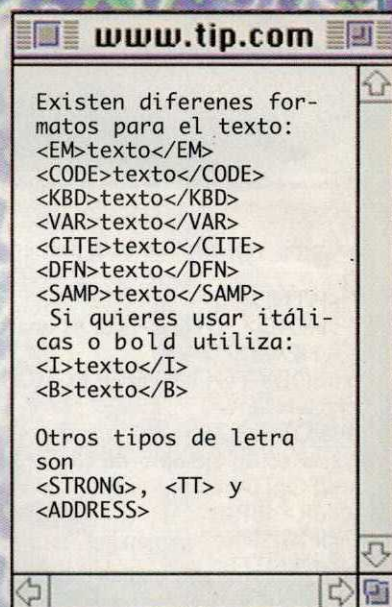 www.tip.com
Existen diferenes for-
matos para el texto:
<EM>texto</EM>
<CODE>texto</CODE>
<KBD>texto</KBD>
<VAR>texto</VAR>
<CITE>texto</CITE>
<DFN>texto</DFN>
<SAMP>texto</SAMP>
Si quieres usar itáli-
cas o bold utiliza:
<I>texto</I>
<B>texto</B>
Otros tipos de letra
son
<STRONG>, <TT> y
<ADDRESS>